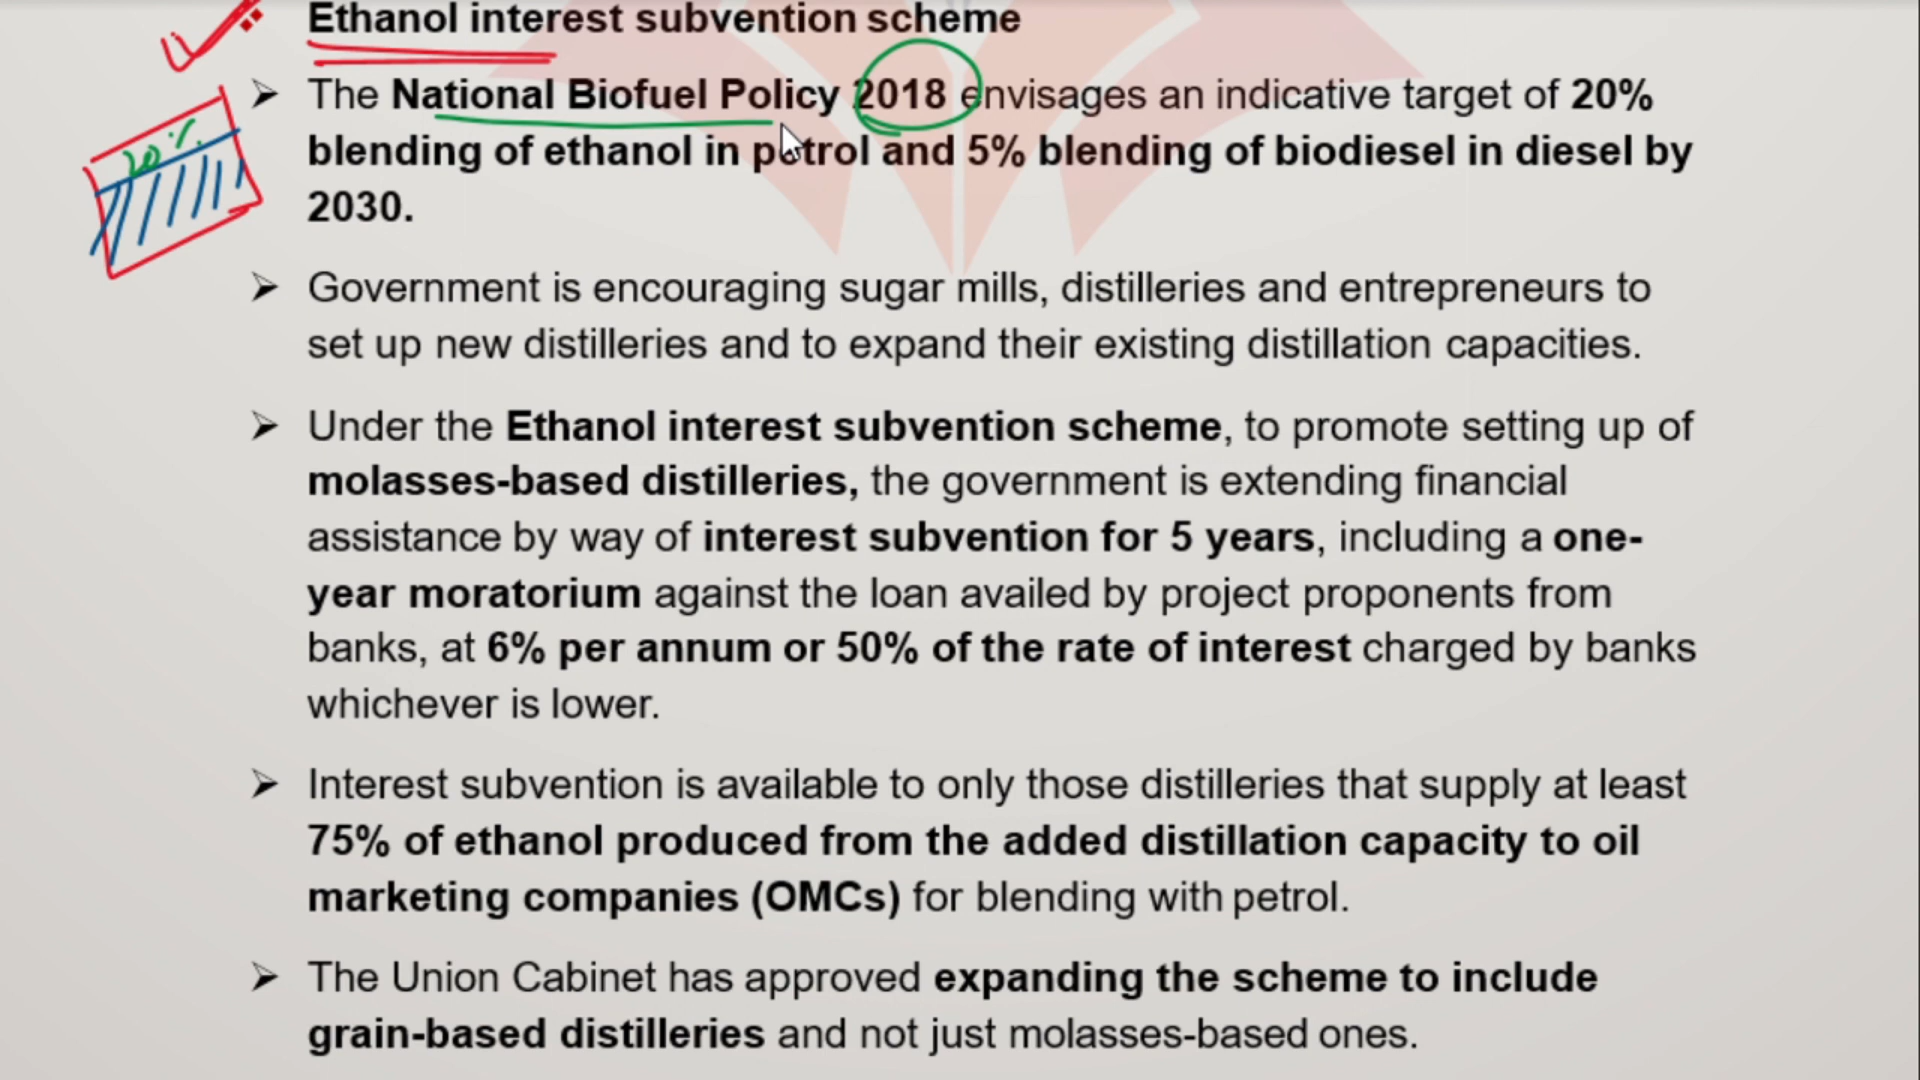 Ethanol interest subvention scheme
The National Biofuel Policy 2018 envisages an indicative target of 20%
20%
blending of ethanol in petrol and 5% blending of biodiesel in diesel by
2030.
Government is encouraging sugar mills, distilleries and entrepreneurs to
set up new distilleries and to expand their existing distillation capacities.
Under the Ethanol interest subvention scheme, to promote setting up of
molasses-based distilleries, the government is extending financial
assistance by way of interest subvention for 5 years, including a one-
year moratorium against the loan availed by project proponents from
banks, at 6% per annum or 50% of the rate of interest charged by banks
whichever is lower.
Interest subvention is available to only those distilleries that supply at least
75% of ethanol produced from the added distillation capacity to oil
marketing companies (OMCs) for blending with petrol.
The Union Cabinet has approved expanding the scheme to include
grain-based distilleries and not just molasses-based ones.